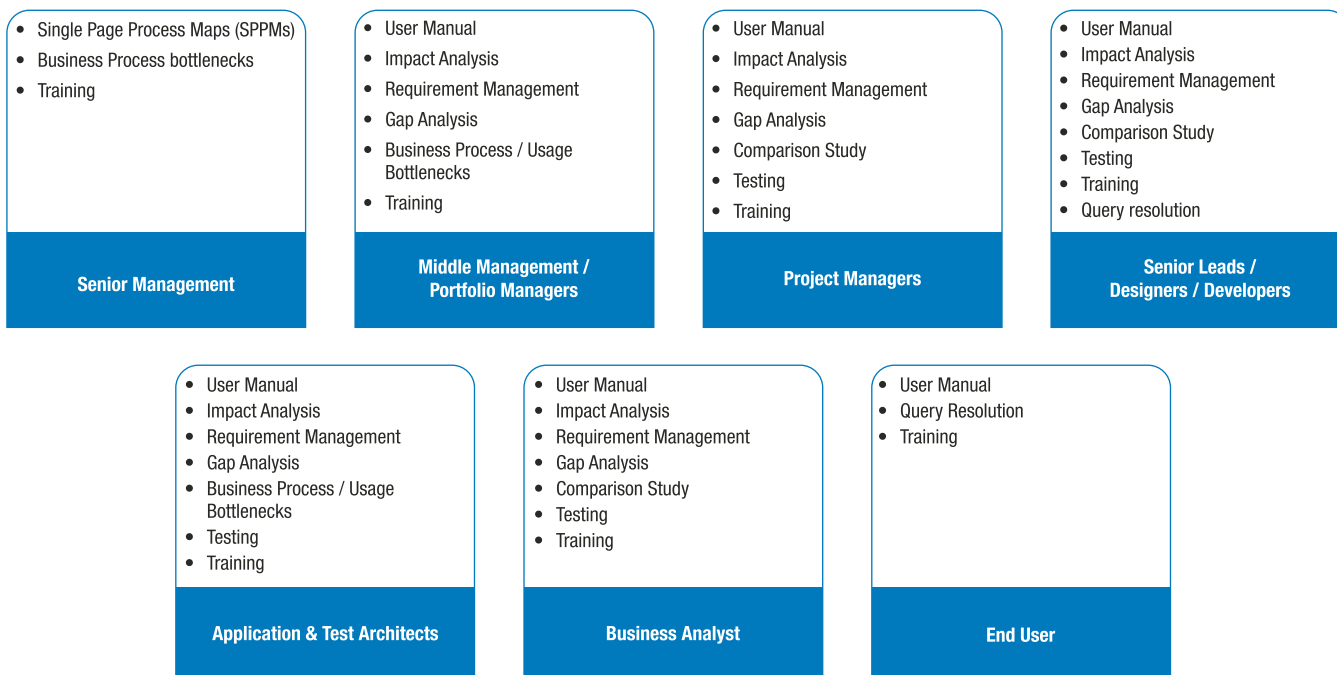 • Single Page Process Maps (SPPMs)
• Business Process bottlenecks
• Training
Senior Management
• User Manual
• Impact Analysis
• Requirement Management
• Gap Analysis
• Business Process / Usage
Bottlenecks
• Training
Middle Management /
Portfolio Managers
• User Manual
• Impact Analysis
• Requirement Management
• Gap Analysis
• Comparison Study
• Testing
• Training
Project Managers
• User Manual
• Impact Analysis
• Requirement Management
• Gap Analysis
• Comparison Study
• Testing
• Training
• Query resolution
Senior Leads /
Designers / Developers
• User Manual
• Impact Analysis
• Requirement Management
• Gap Analysis
• Business Process / Usage
Bottlenecks
• Testing
• Training
Application & Test Architects
• User Manual
• Impact Analysis
• Requirement Management
• Gap Analysis
• Comparison Study
• Testing
• Training
Business Analyst
• User Manual
• Query Resolution
• Training
End User